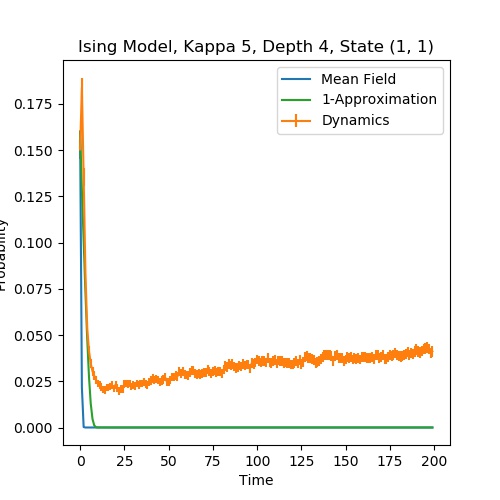 Ising Model, Kappa 5, Depth 4, State (1, 1)
Mean Field
1-Approximation
Dynamics
0.175
0.150
0.125
0.100
0.075
0.050
0.025
0.000
Probability
0 25 50 75 100 125 150 175 200
Time